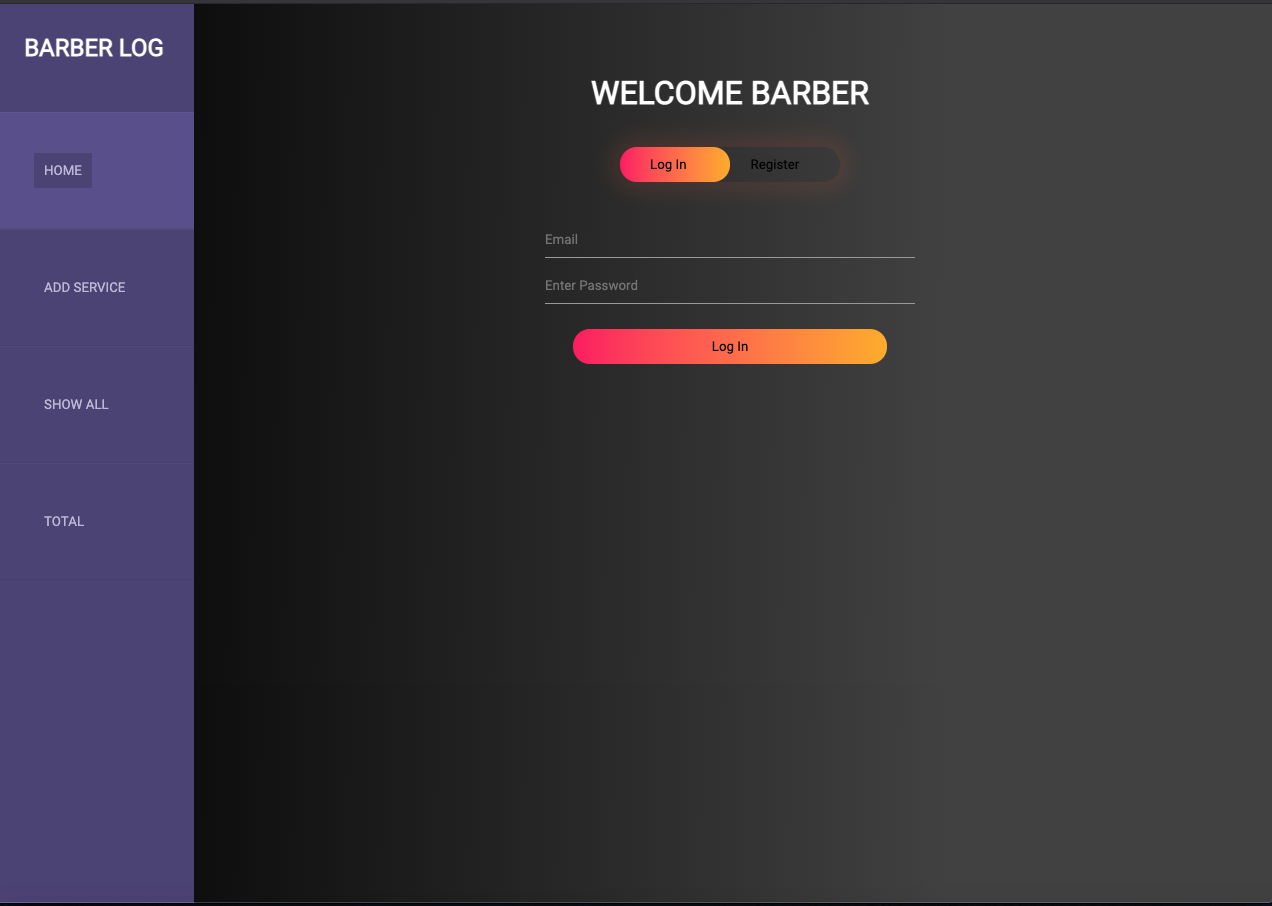 BARBER LOG
HOME
ADD SERVICE
SHOW ALL
TOTAL
WELCOME BARBER
Log In
Register
Email
Enter Password
Log In